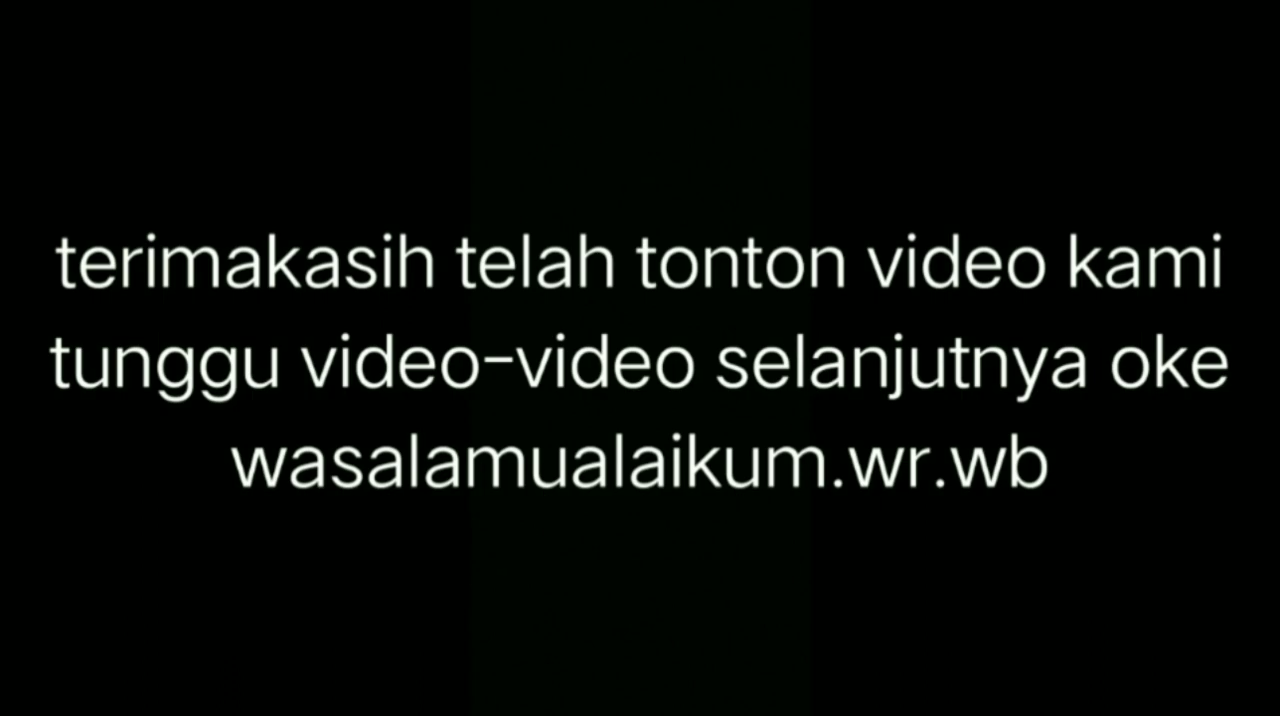 terimakasih telah tonton video kami
tunggu video-video selanjutnya oke
wasalamualaikum.wr.wb